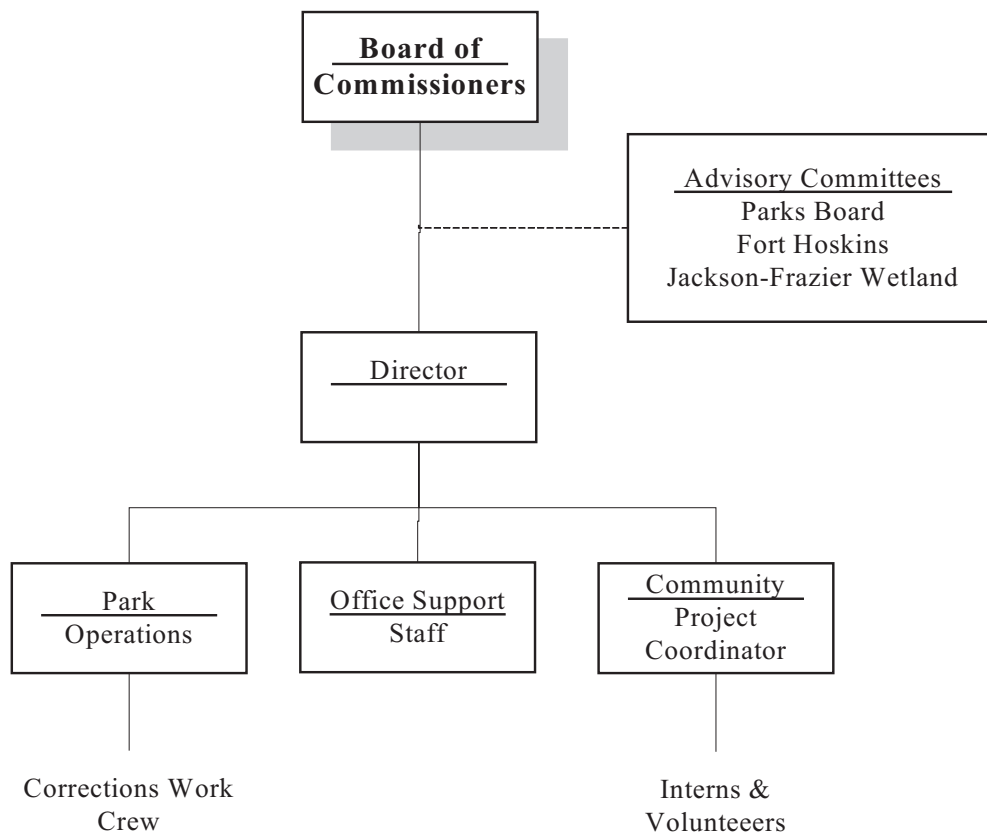 Board of
Commissioners
Advisory Committees
Parks Board
Fort Hoskins
Jackson-Frazier Wetland
Director
Park
Operations
Office Support
Staff
Community
Project
Coordinator
Corrections Work
Crew
Interns &
Volunteeers